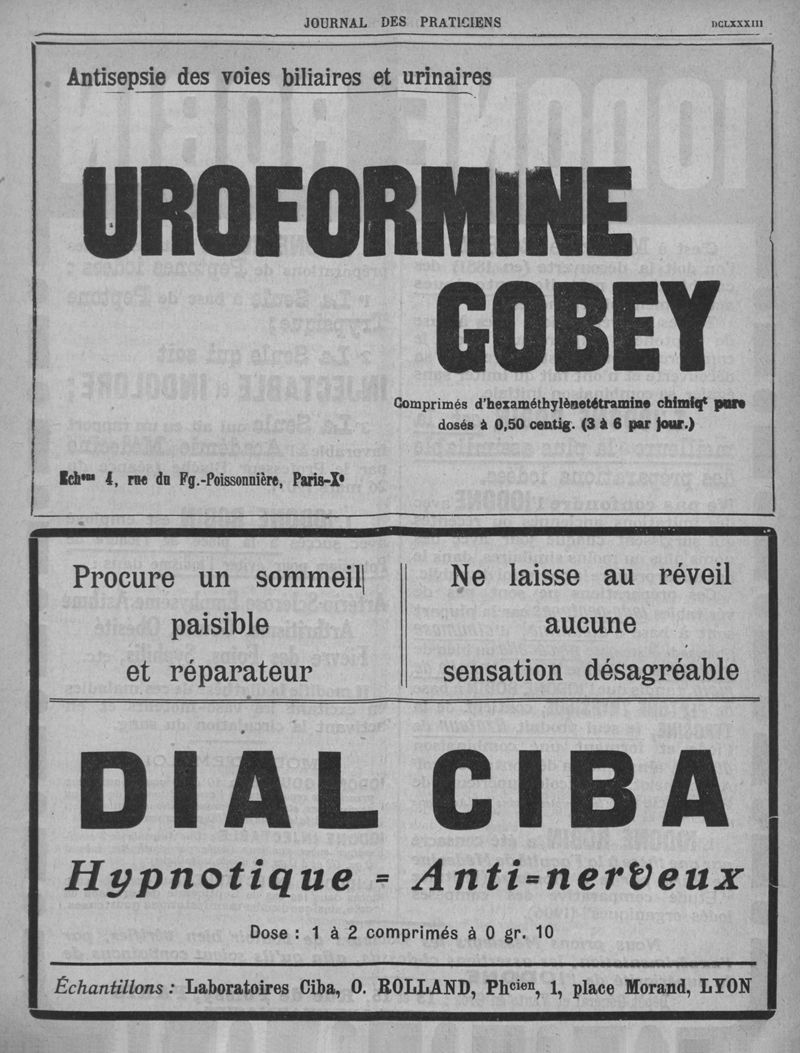 JOURNAL DES PRATICIENS
DCLXXXIII
Antisepsie des voies biliaires et urinaires
UROFORMINE
GOBEY
Comprimés d'hexaméthylènetétramine chimiqᵗ pure
dosés à 0,50 centig. (3 à 6 par jour.)
Echᵒⁿˢ 4, rue du Fg.-Poissonnière, Paris-Xᵉ
Procure un sommeil
paisible
et réparateur
Ne laisse au réveil
aucune
sensation désagréable
DIAL CIBA
Hypnotique = Anti=nerveux
Dose : 1 à 2 comprimés à 0 gr. 10
Échantillons : Laboratoires Ciba, O. ROLLAND, Phᶜⁱᵉⁿ, 1, place Morand, LYON